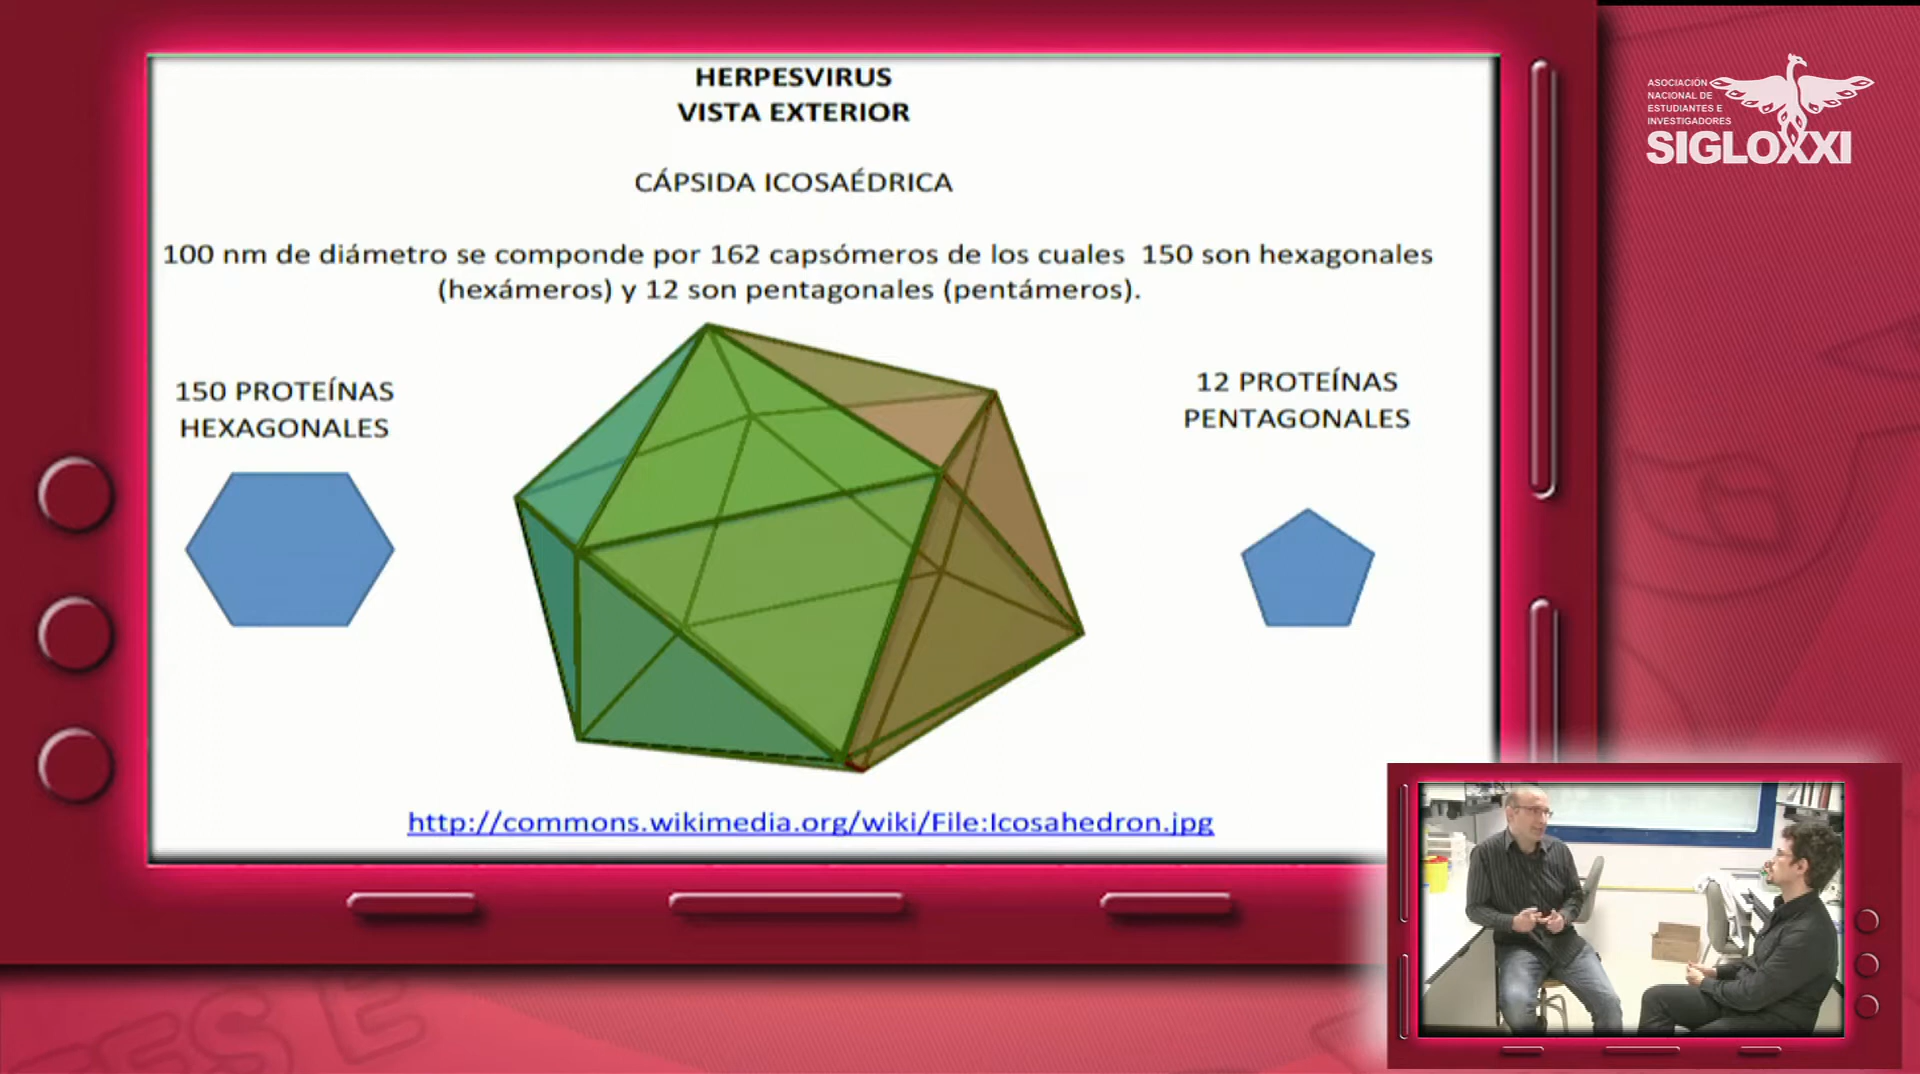 HERPESVIRUS
VISTA EXTERIOR
CÁPSIDA ICOSAÉDRICA
100 nm de diámetro se componde por 162 capsómeros de los cuales 150 son hexagonales
(hexámeros) y 12 son pentagonales (pentámeros).
150 PROTEÍNAS
HEXAGONALES
12 PROTEÍNAS
PENTAGONALES
http://commons.wikimedia.org/wiki/File:Icosahedron.jpg
ASOCIACIÓN
NACIONAL DE
ESTUDIANTES E
INVESTIGADORES
SIGLOXXI